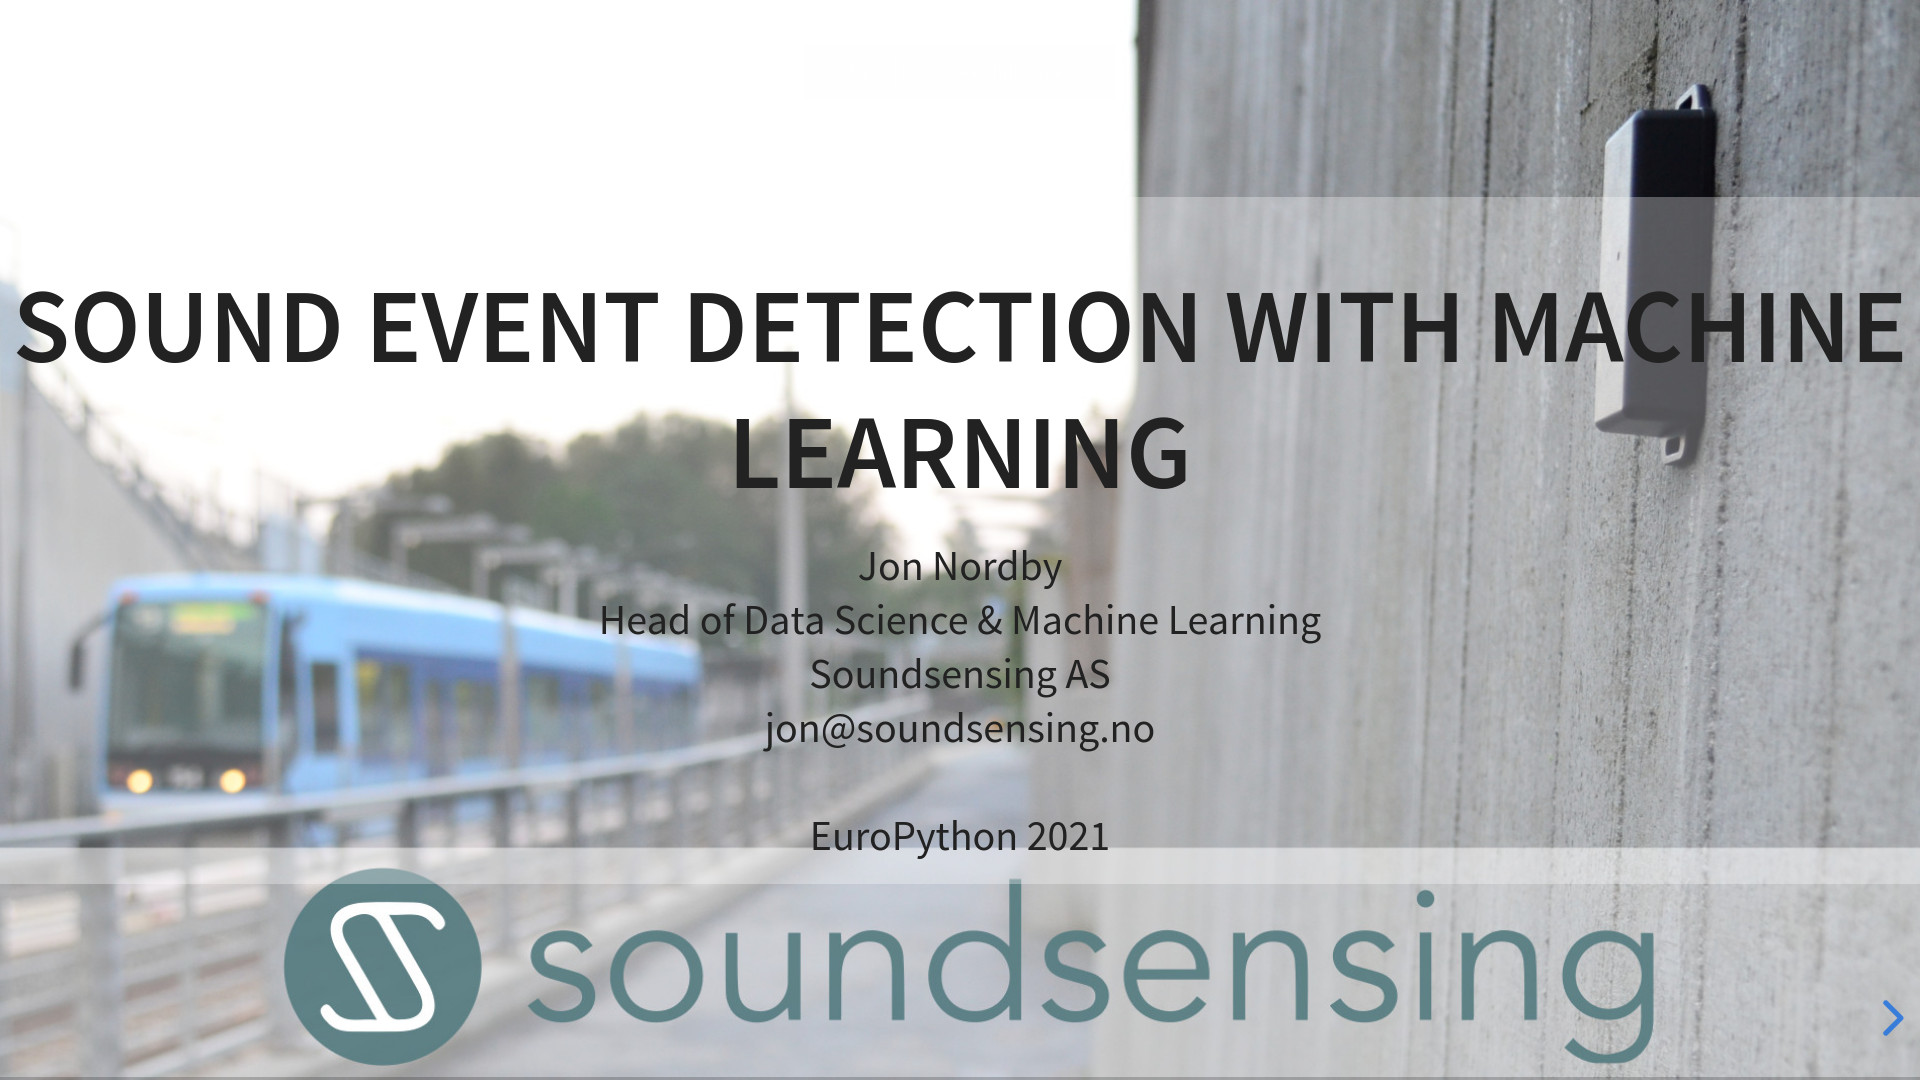 SOUND EVENT DETECTION WITH MACHINE
LEARNING
Jon Nordby
Head of Data Science & Machine Learning
Soundsensing AS
jon@soundsensing.no
EuroPython 2021
soundsensing